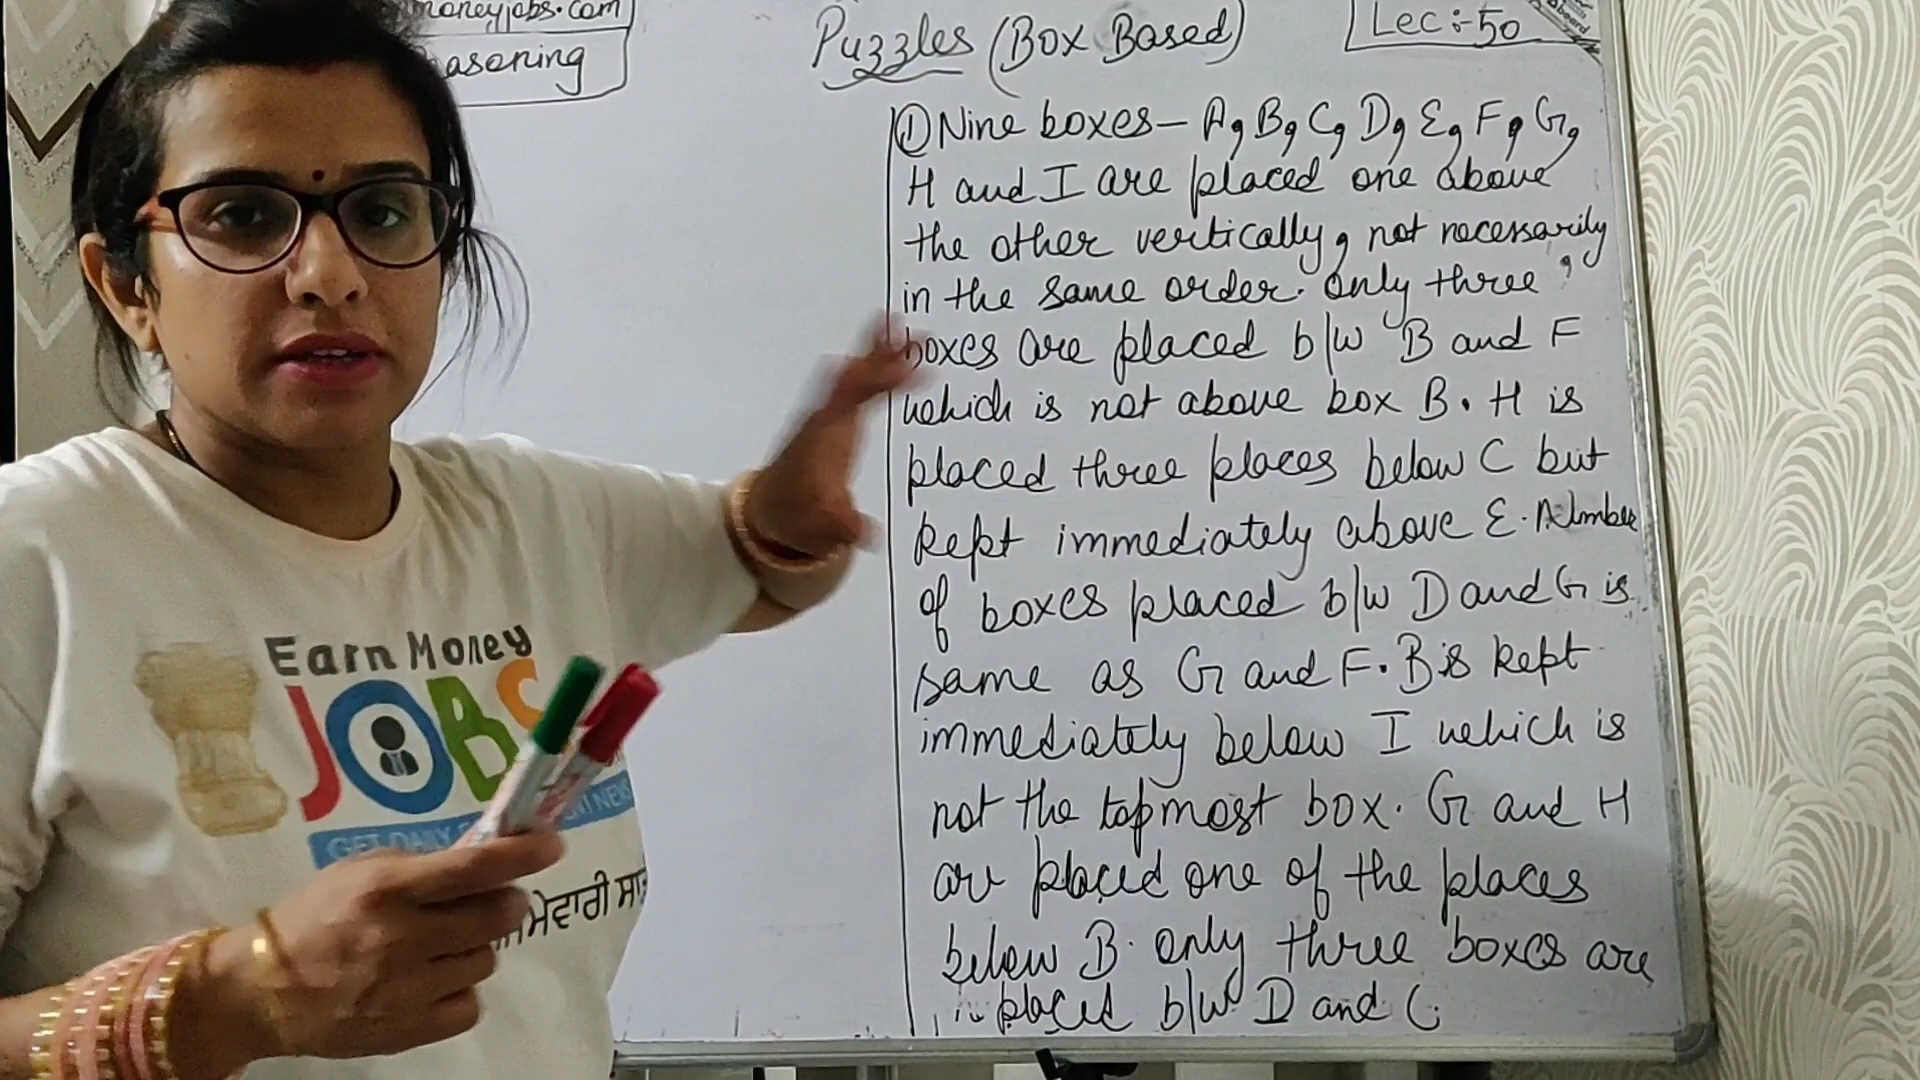 moneyjobs.com
easoning
Puzzles (Box Based)
Lec:-50
① Nine boxes- A, B, C, D, E, F, G,
H and I are placed one above
the other vertically, not necessarily
in the same order. Only three
boxes are placed b/w B and F
which is not above box B. H is
placed three places below C but
kept immediately above E. Number
of boxes placed b/w D and G is
same as G and F. B is kept
immediately below I which is
not the topmost box. G and H
are placed one of the places
below B. only three boxes are
placed b/w D and C
Earn Money
JOBS
GET DAILY